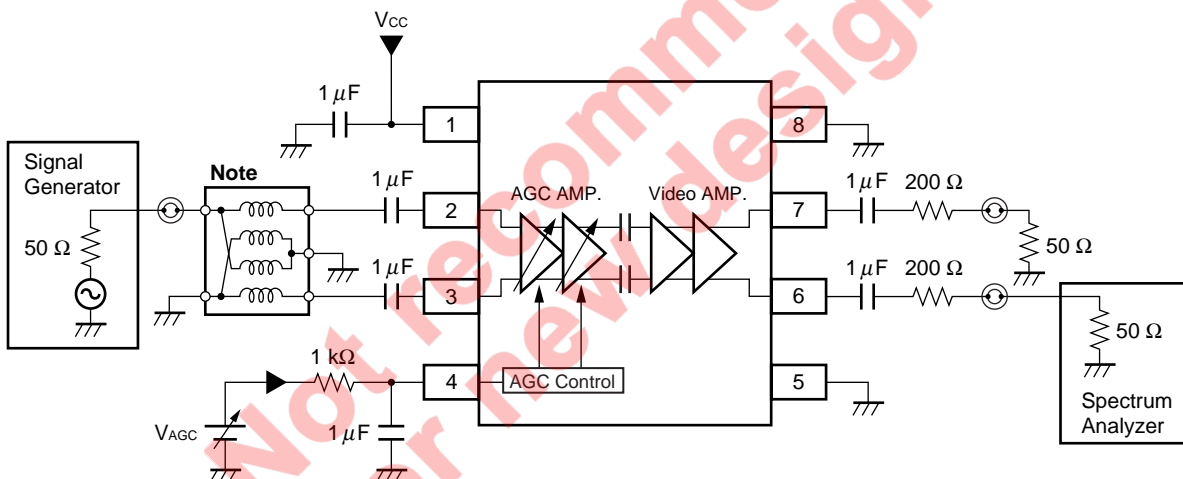 VCC
1 μF
1
8
Signal
Generator
50 Ω
Note
1 μF
2
AGC AMP.
Video AMP.
7
1 μF
200 Ω
50 Ω
1 μF
3
6
1 μF
200 Ω
50 Ω
Spectrum
Analyzer
1 kΩ
4
AGC Control
5
VAGC
1 μF
Not recomme
r new design